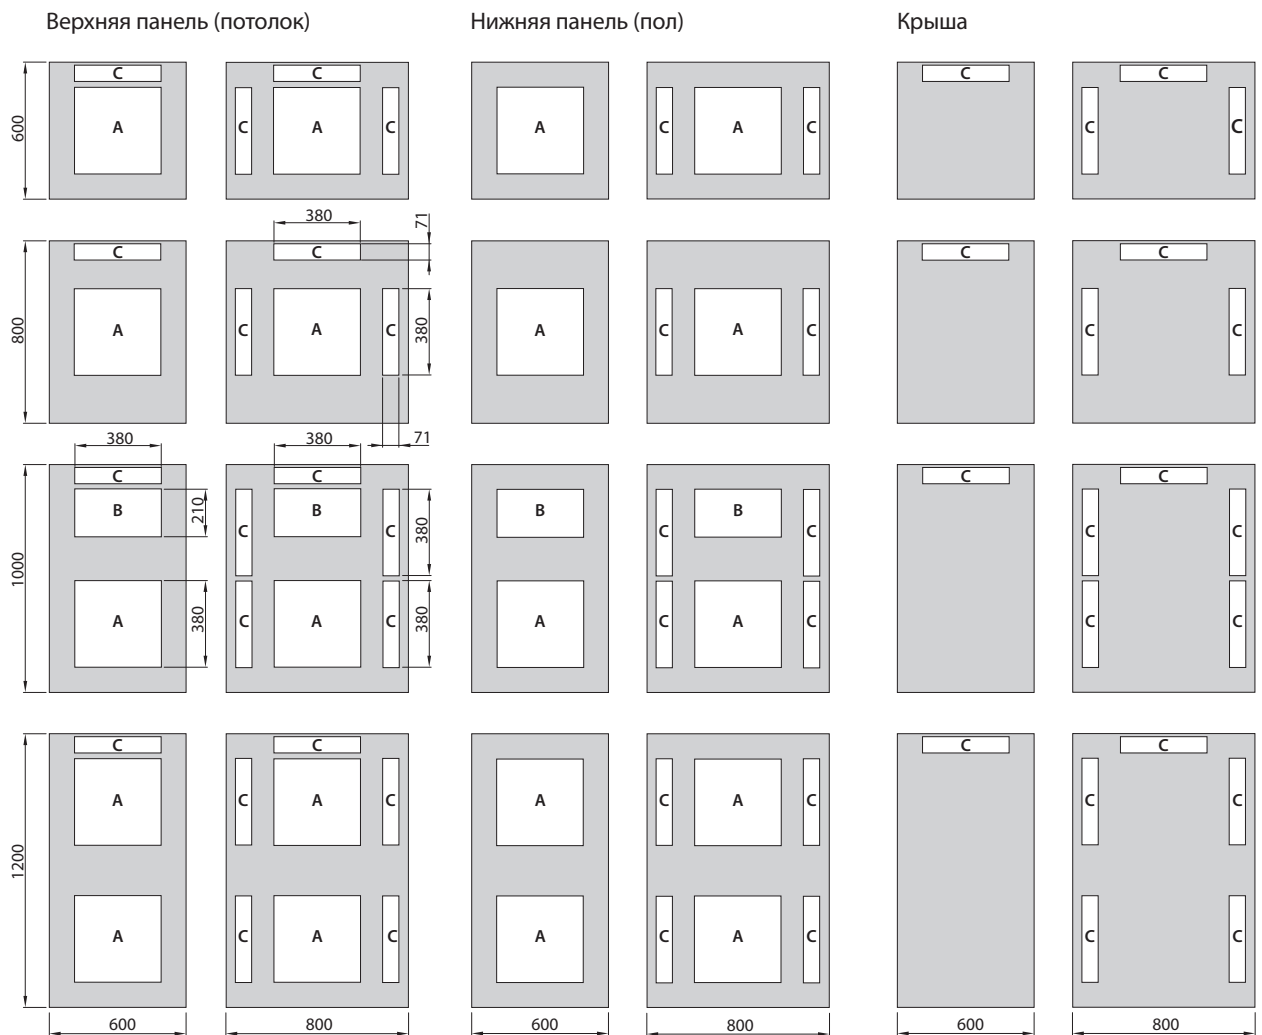 Верхняя панель (потолок)
Нижняя панель (пол)
Крыша
C C C C
A C A C A C A C C C
600
380 71
C C C C
A C A C A C A C C C
800 380
380 380 71
C C C C
B 210 C B C 380 B C B C C C
1000
A 380 C A C 380 A C A C C C
C C C C
A C A C A C A C C C
1200
A C A C A C A C C C
600 800 600 800 600 800